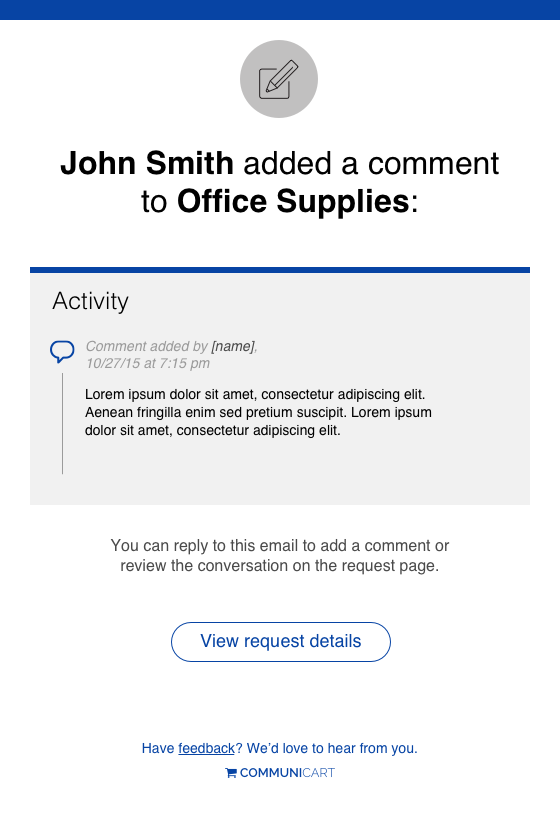 John Smith added a comment
to Office Supplies:
Activity
Comment added by [name],
10/27/15 at 7:15 pm
Lorem ipsum dolor sit amet, consectetur adipiscing elit.
Aenean fringilla enim sed pretium suscipit. Lorem ipsum
dolor sit amet, consectetur adipiscing elit.
You can reply to this email to add a comment or
review the conversation on the request page.
View request details
Have feedback? We’d love to hear from you.
COMMUNICART